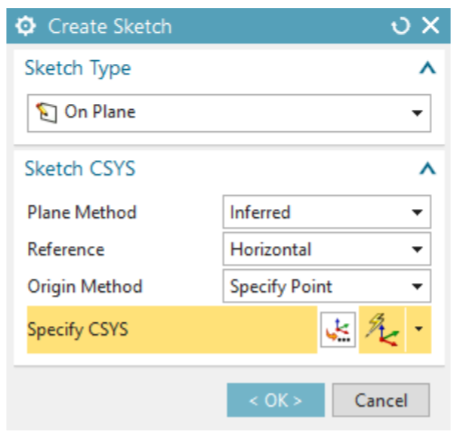 Create Sketch
Sketch Type
On Plane
Sketch CSYS
Plane Method Inferred
Reference Horizontal
Origin Method Specify Point
Specify CSYS
< OK > Cancel